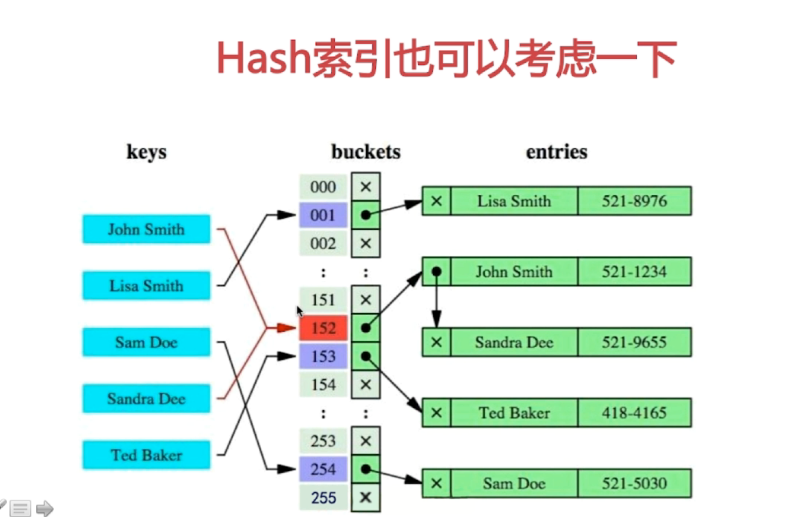 Hash索引也可以考虑一下
keys buckets entries
000 ×
Lisa Smith 521-8976
001
John Smith
002 ×
: :
Lisa Smith
John Smith 521-1234
151 ×
152
Sam Doe
Sandra Dee 521-9655
153
154 ×
Sandra Dee
Ted Baker 418-4165
: :
253 ×
Ted Baker
254
Sam Doe 521-5030
255 ×